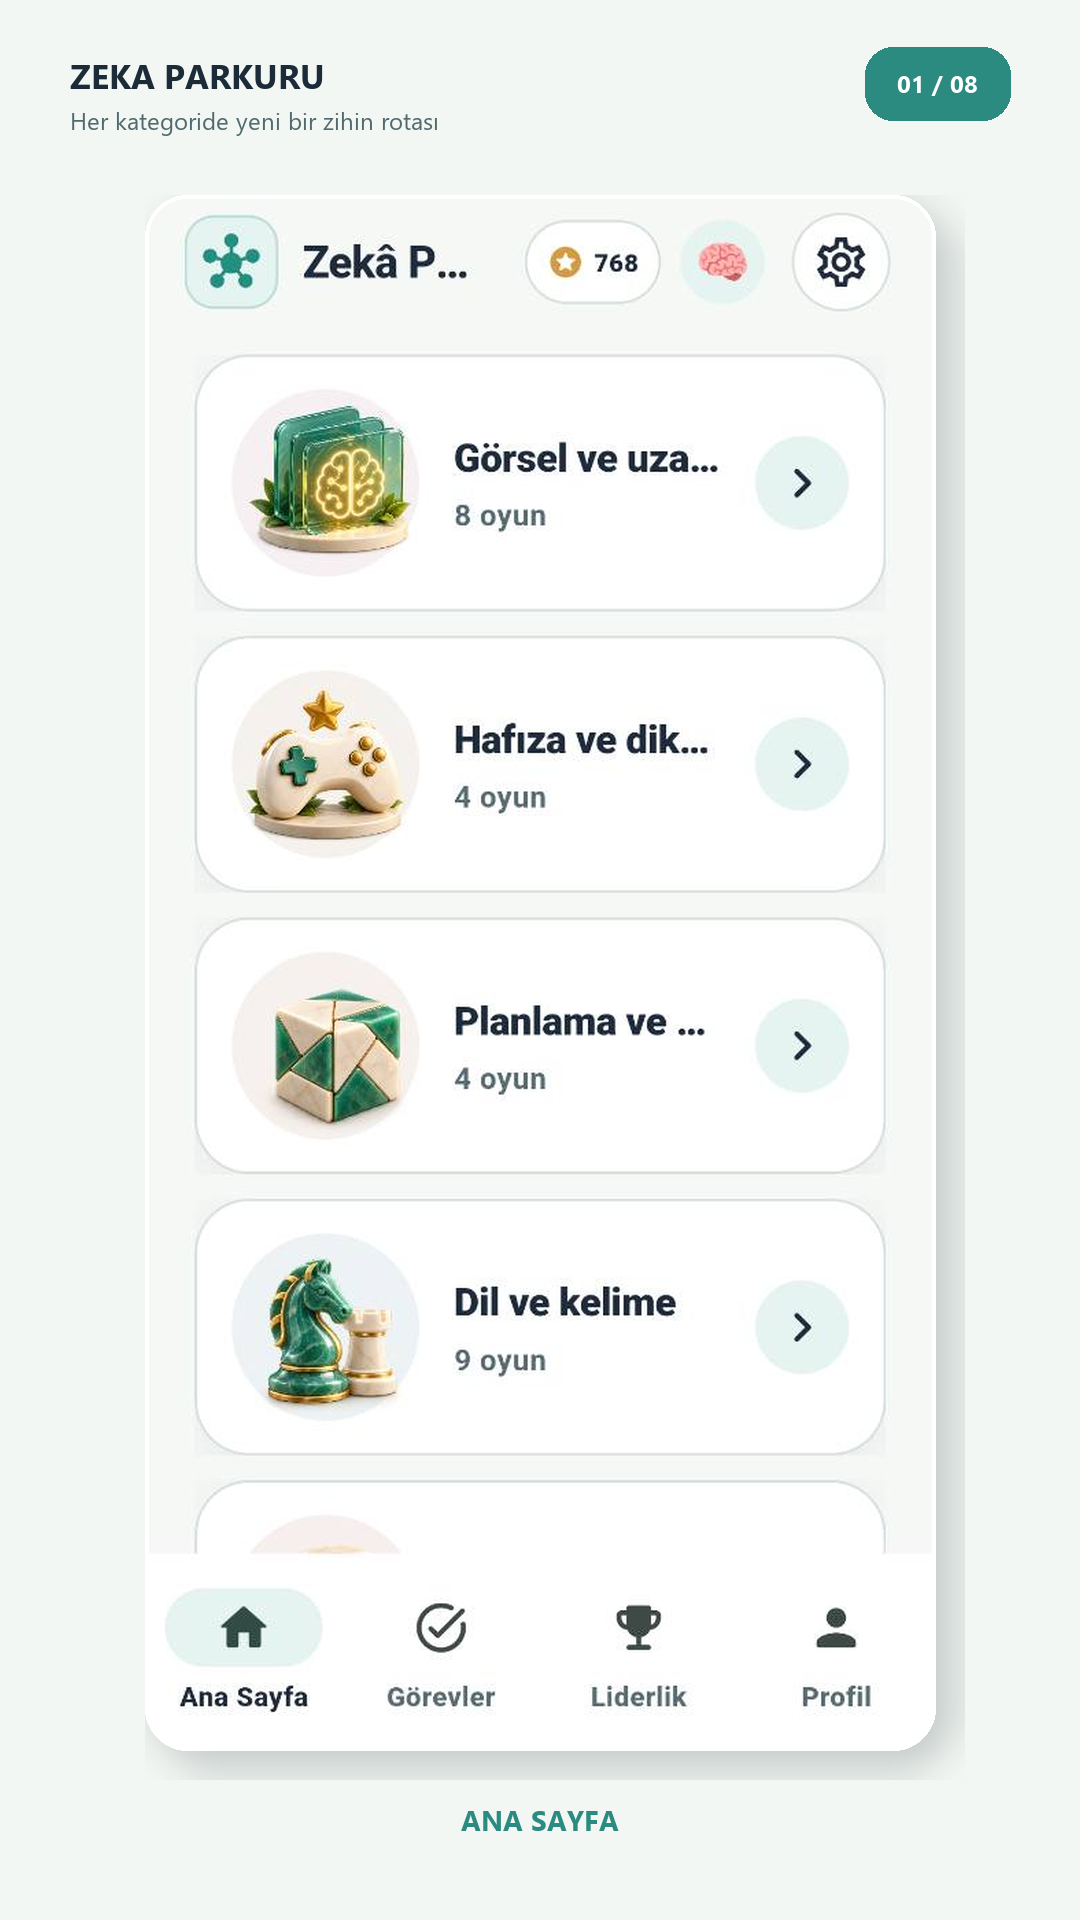 ZEKA PARKURU
Her kategoride yeni bir zihin rotası
01 / 08
Zekâ P...
768
Görsel ve uza...
8 oyun
Hafıza ve dik...
4 oyun
Planlama ve ...
4 oyun
Dil ve kelime
9 oyun
Ana Sayfa
Görevler
Liderlik
Profil
ANA SAYFA